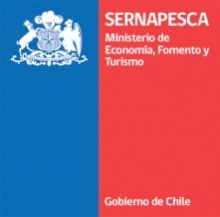 SERNAPESCA
Ministerio de
Economía, Fomento y
Turismo
Gobierno de Chile